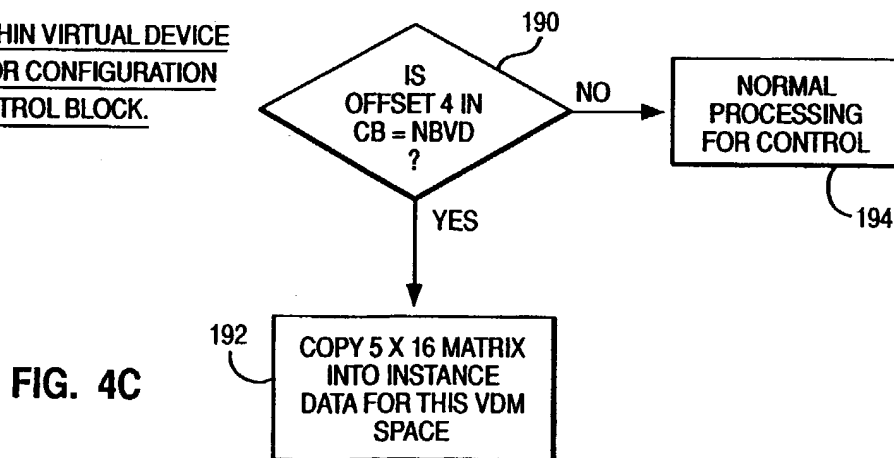 HIN VIRTUAL DEVICE
OR CONFIGURATION
TROL BLOCK.
190
IS
OFFSET 4 IN
CB = NBVD
?
NO
NORMAL
PROCESSING
FOR CONTROL
194
YES
192
COPY 5 X 16 MATRIX
INTO INSTANCE
DATA FOR THIS VDM
SPACE
FIG. 4C